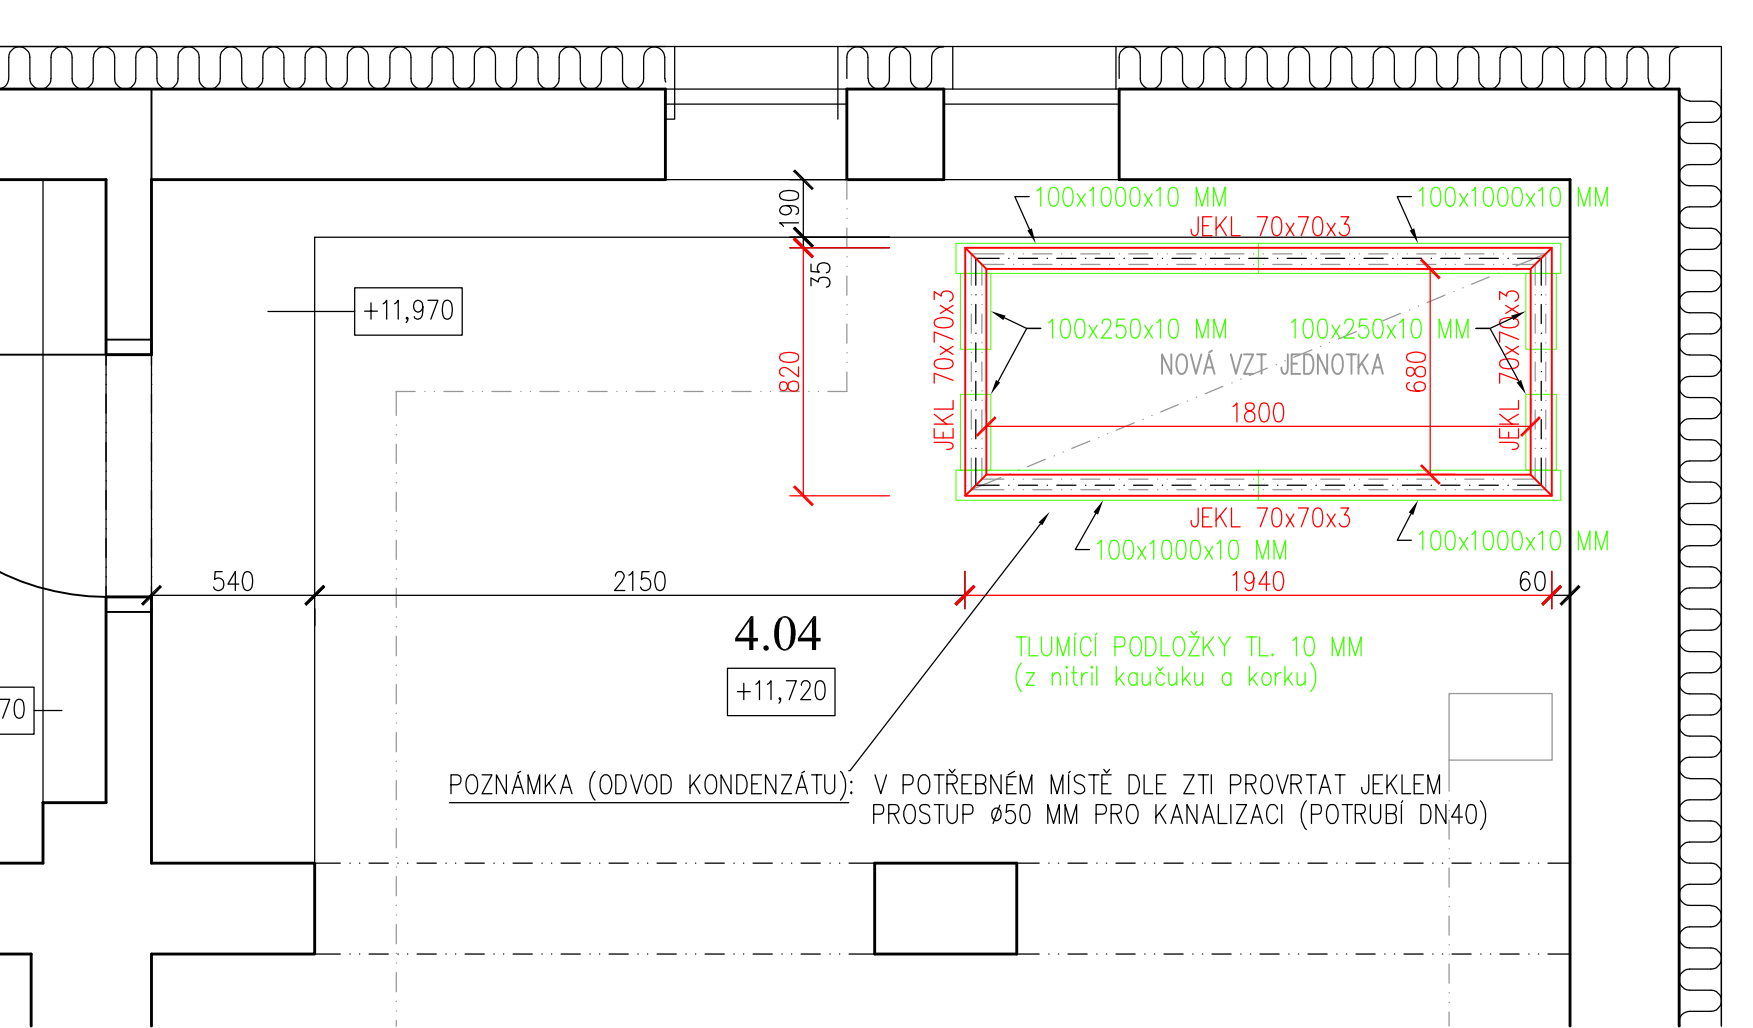 190
100x1000x10 MM
100x1000x10 MM
JEKL 70x70x3
35
+11,970
JEKL 70x70x3
100x250x10 MM
100x250x10 MM
JEKL 70x70x3
NOVÁ VZT JEDNOTKA
820
680
1800
JEKL 70x70x3
100x1000x10 MM
100x1000x10 MM
540
2150
1940
60
4.04
+11,720
TLUMÍCÍ PODLOŽKY TL. 10 MM
(z nitril kaučuku a korku)
70
POZNÁMKA (ODVOD KONDENZÁTU): V POTŘEBNÉM MÍSTĚ DLE ZTI PROVRTAT JEKLEM
PROSTUP ø50 MM PRO KANALIZACI (POTRUBÍ DN40)